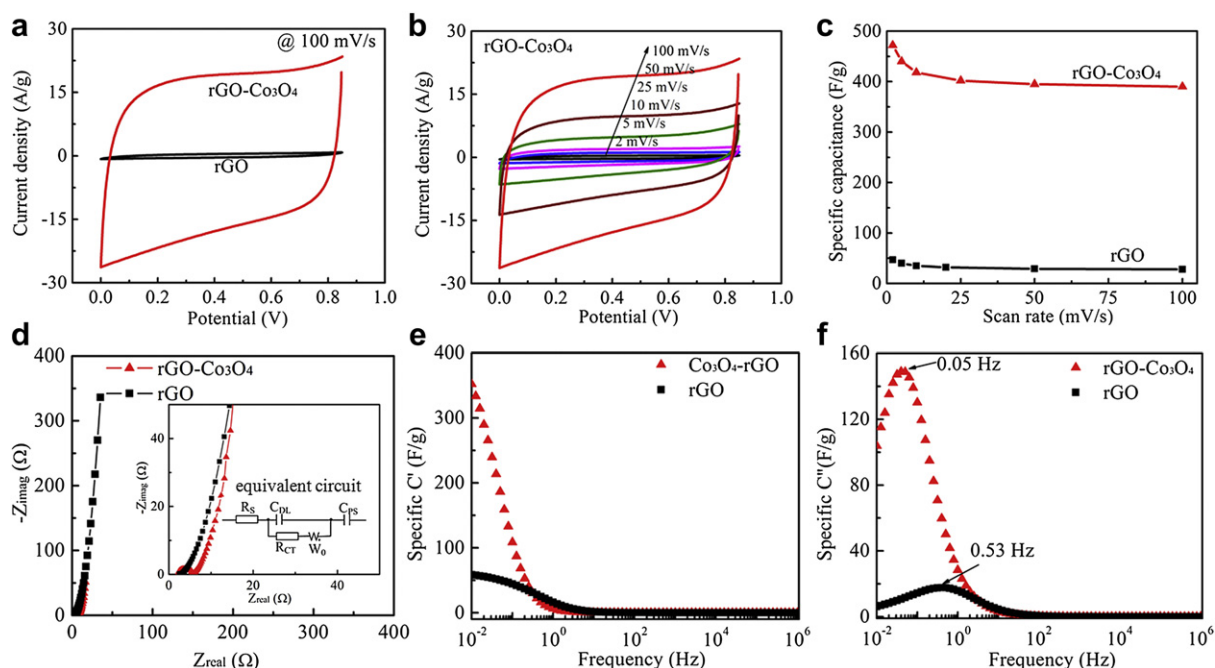 a
@ 100 mV/s
rGO-Co₃O₄
rGO
Current density (A/g)
30
15
0
-15
-30
0.0 0.2 0.4 0.6 0.8 1.0
Potential (V)
b
rGO-Co₃O₄
100 mV/s
50 mV/s
25 mV/s
10 mV/s
5 mV/s
2 mV/s
Current density (A/g)
30
15
0
-15
-30
0.0 0.2 0.4 0.6 0.8 1.0
Potential (V)
c
rGO-Co₃O₄
rGO
Specific capacitance (F/g)
500
400
300
200
100
0
0 25 50 75 100
Scan rate (mV/s)
d
rGO-Co₃O₄
rGO
-Zimag (Ω)
400
300
200
100
0
0 100 200 300 400
Zreal (Ω)
-Zimag (Ω)
40
20
0
0 20 40
Zreal (Ω)
equivalent circuit
RS CDL CPS
RCT W0
W
e
Co₃O₄-rGO
rGO
Specific C' (F/g)
400
300
200
100
0
10⁻² 10⁰ 10² 10⁴ 10⁶
Frequency (Hz)
f
0.05 Hz
rGO-Co₃O₄
rGO
0.53 Hz
Specific C" (F/g)
160
120
80
40
0
10⁻² 10⁰ 10² 10⁴ 10⁶
Frequency (Hz)